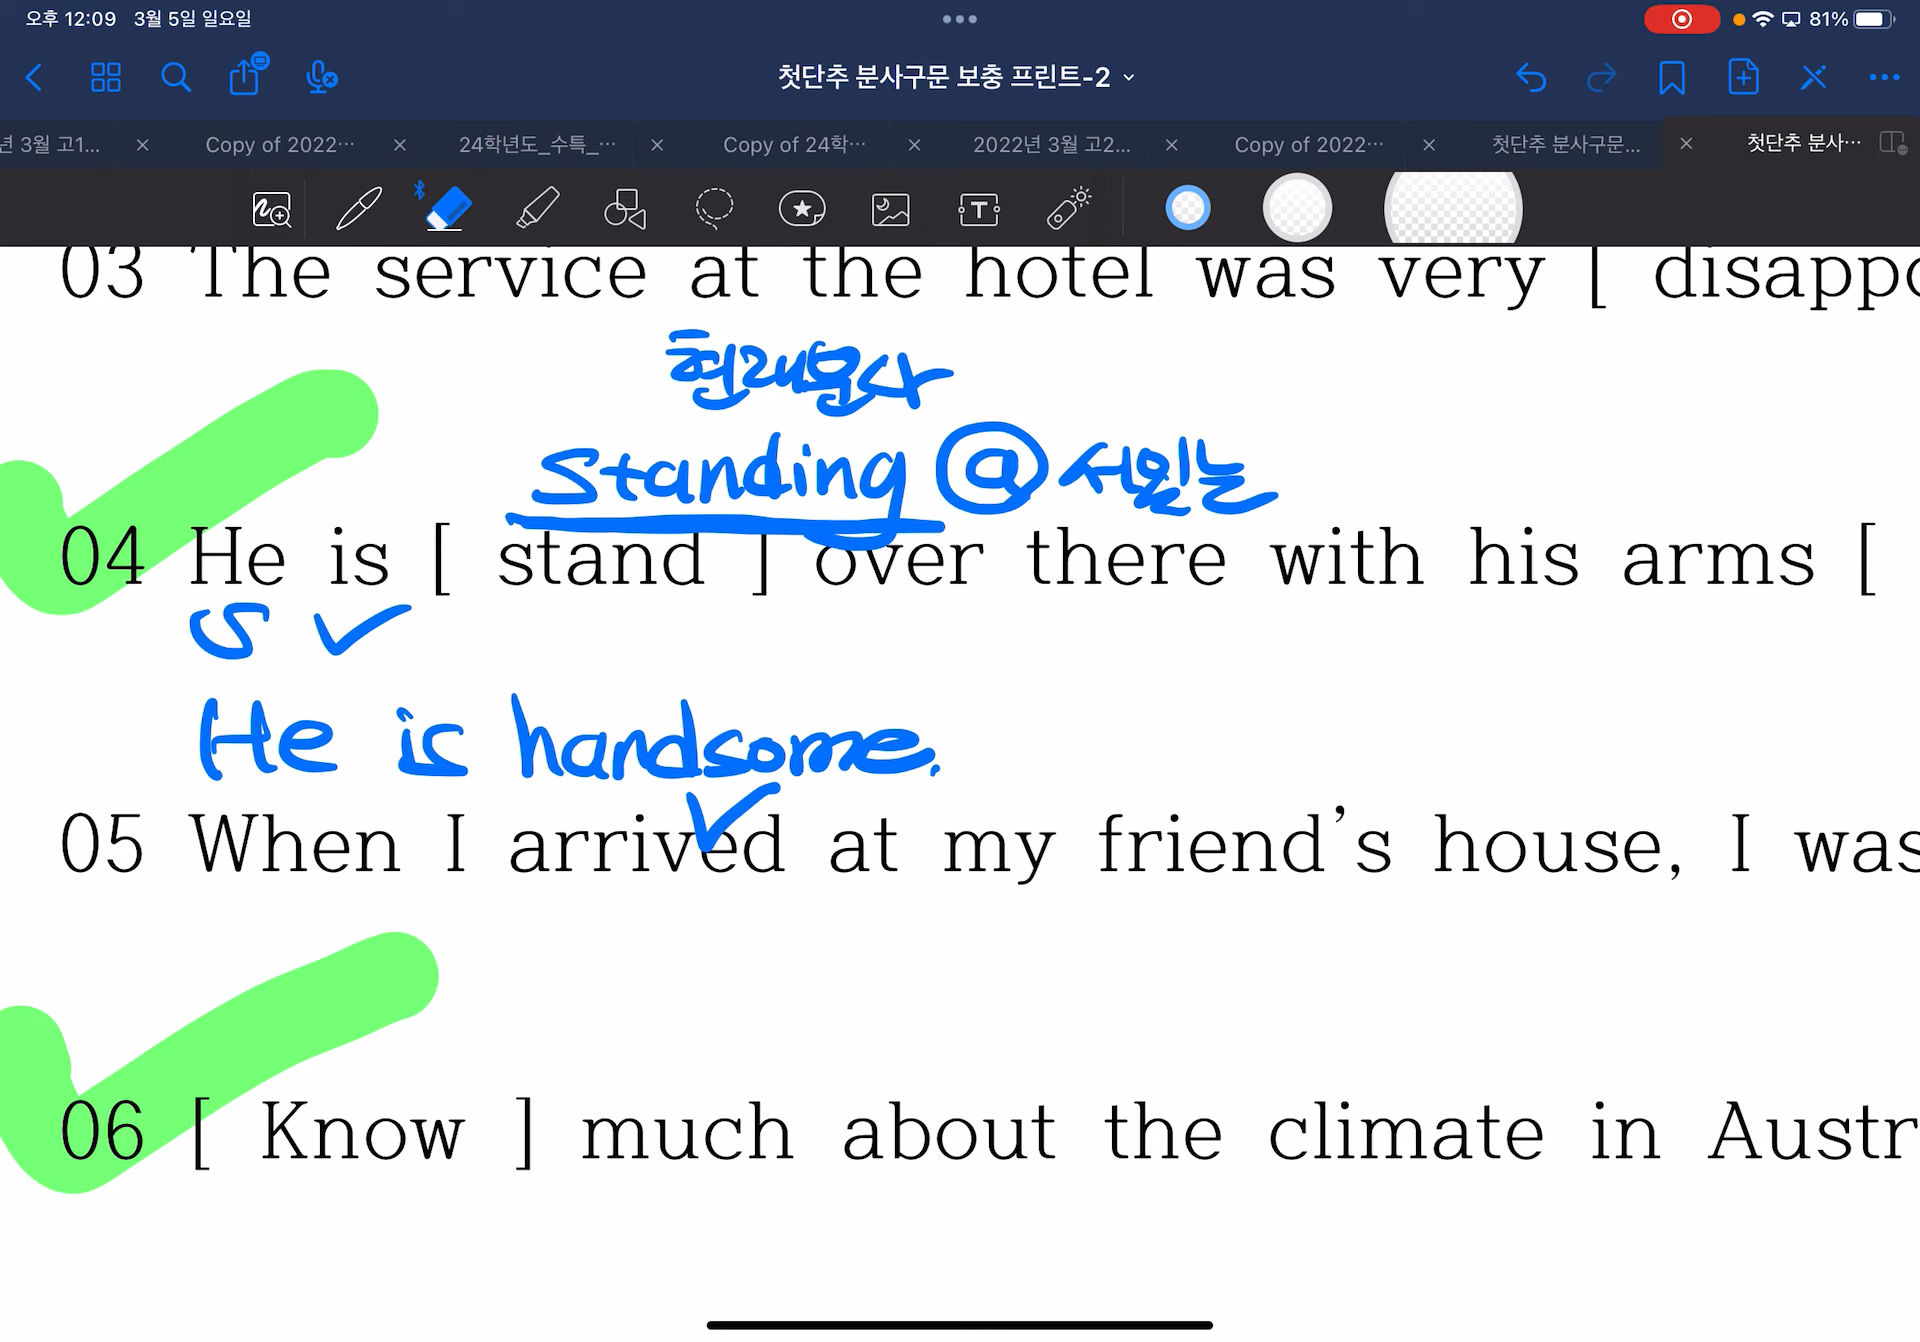 오후 12:09 3월 5일 일요일
81%
첫단추 분사구문 보충 프린트-2
년 3월 고1...
Copy of 2022...
24학년도_수특_...
Copy of 24학...
2022년 3월 고2...
Copy of 2022...
첫단추 분사구문...
첫단추 분사...
03 The service at the hotel was very [ disappo
현재분사
Standing ⓐ 서있는
04 He is [ stand ] over there with his arms [
S V
He is handsome.
05 When I arrived at my friend's house, I was
06 [ Know ] much about the climate in Austr